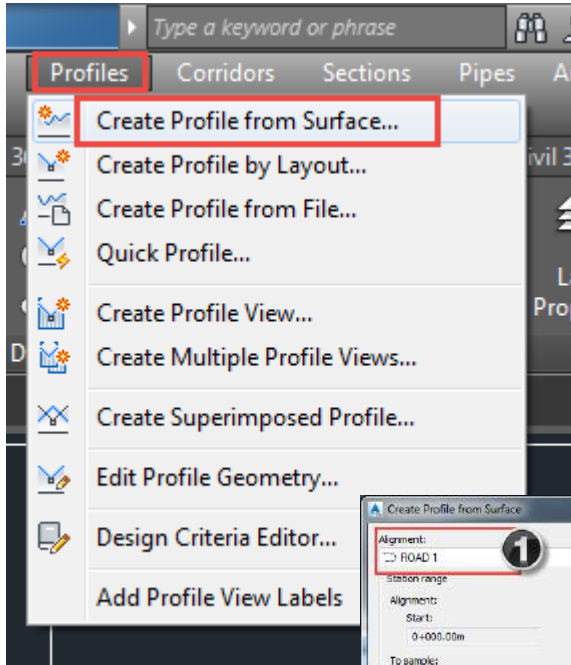 Type a keyword or phrase
Profiles Corridors Sections Pipes
Create Profile from Surface...
Create Profile by Layout...
Create Profile from File...
Quick Profile...
Create Profile View...
Create Multiple Profile Views...
Create Superimposed Profile...
Edit Profile Geometry...
Design Criteria Editor...
Add Profile View Labels
Create Profile from Surface
Alignment:
1
ROAD 1
Station range
Alignment:
Start:
0+000.00m
To sample: